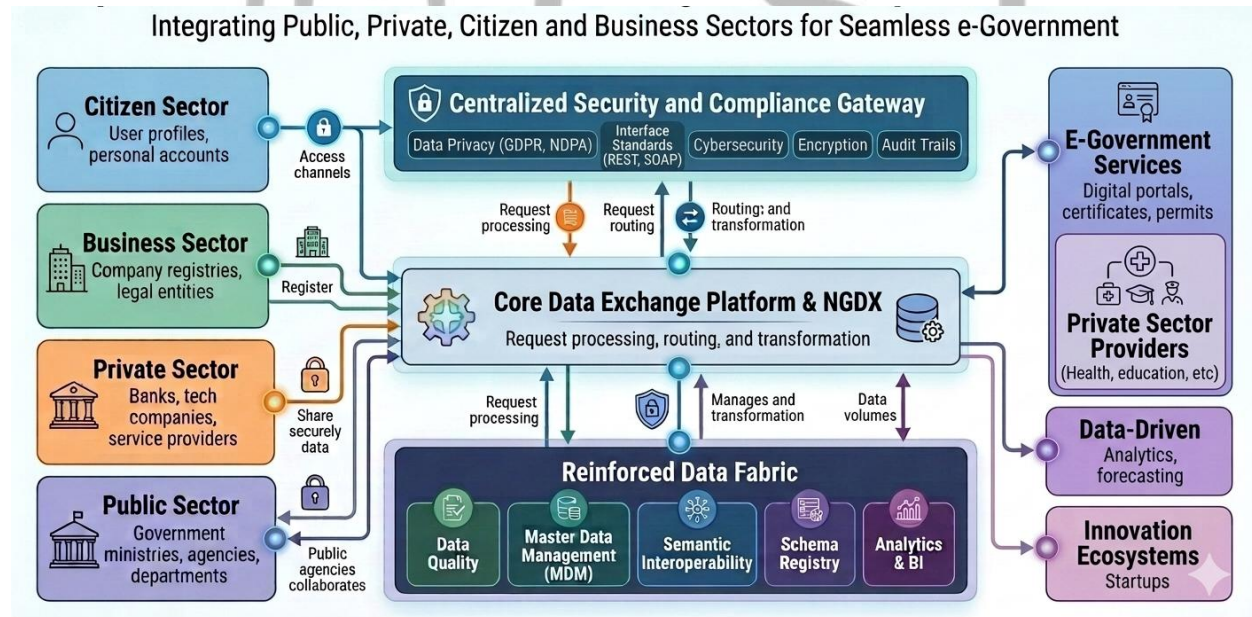 Integrating Public, Private, Citizen and Business Sectors for Seamless e-Government
Citizen Sector
User profiles,
personal accounts
Access
channels
Business Sector
Company registries,
legal entities
Register
Private Sector
Banks, tech
companies,
service providers
Share
securely
data
Public Sector
Government
ministries, agencies,
departments
Public
agencies
collaborates
Centralized Security and Compliance Gateway
Data Privacy (GDPR, NDPA)
Interface
Standards
(REST, SOAP)
Cybersecurity
Encryption
Audit Trails
Request
processing
Request
routing
Routing: and
transformation
Core Data Exchange Platform & NGDX
Request processing, routing, and transformation
Request
processing
Manages and
transformation
Data
volumes
Reinforced Data Fabric
Data
Quality
Master Data
Management
(MDM)
Semantic
Interoperability
Schema
Registry
Analytics
& BI
E-Government
Services
Digital portals,
certificates, permits
Private Sector
Providers
(Health, education, etc)
Data-Driven
Analytics,
forecasting
Innovation
Ecosystems
Startups